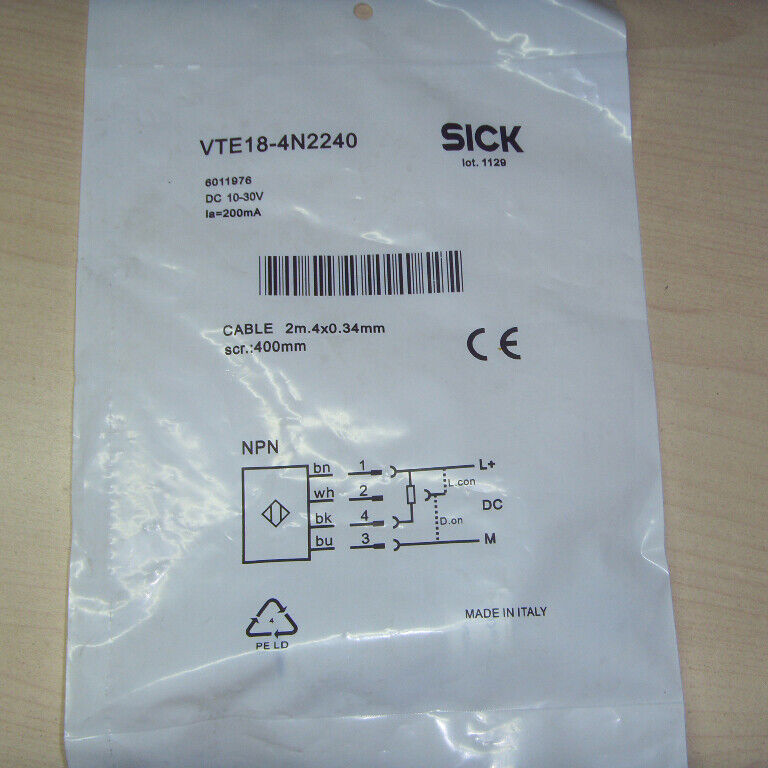 VTE18-4N2240
SICK
lot. 1129
6011976
DC 10-30V
Ia=200mA
CABLE 2m.4x0.34mm
scr.:400mm
CE
NPN
bn 1 L+
wh 2 L.con
DC
bk 4 D.on
bu 3 M
4
PE LD
MADE IN ITALY